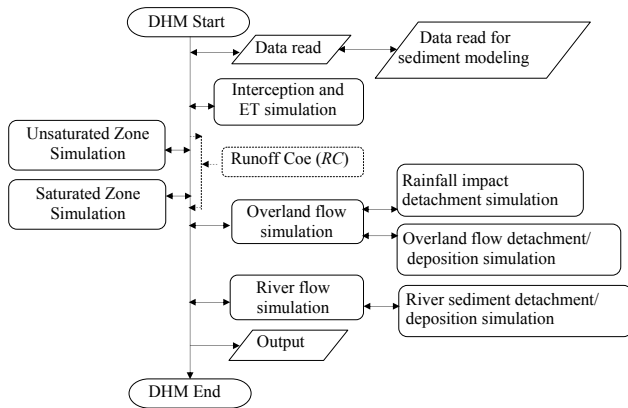 DHM Start
Data read
Data read for
sediment modeling
Interception and
ET simulation
Unsaturated Zone
Simulation
Runoff Coe (RC)
Saturated Zone
Simulation
Rainfall impact
detachment simulation
Overland flow
simulation
Overland flow detachment/
deposition simulation
River flow
simulation
River sediment detachment/
deposition simulation
Output
DHM End